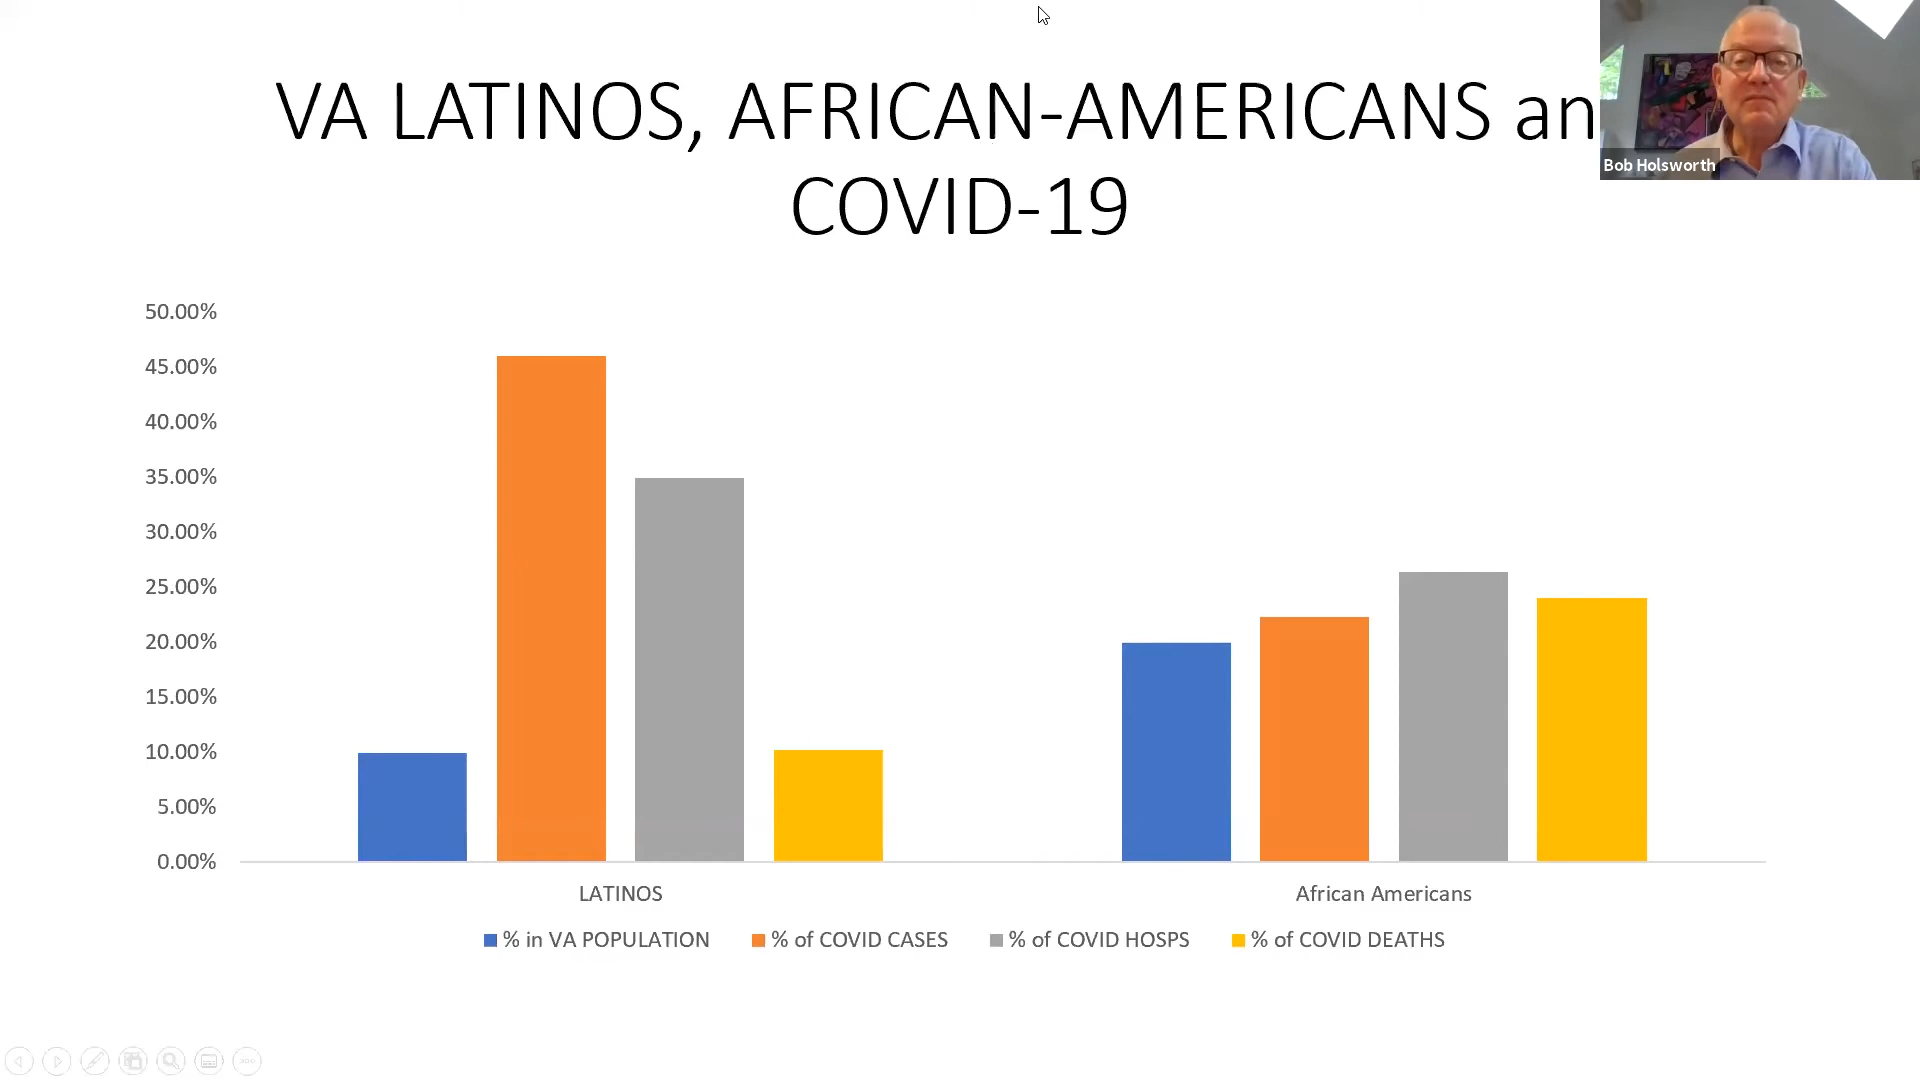 VA LATINOS, AFRICAN-AMERICANS an
COVID-19
Bob Holsworth
50.00%
45.00%
40.00%
35.00%
30.00%
25.00%
20.00%
15.00%
10.00%
5.00%
0.00%
LATINOS
African Americans
% in VA POPULATION
% of COVID CASES
% of COVID HOSPS
% of COVID DEATHS